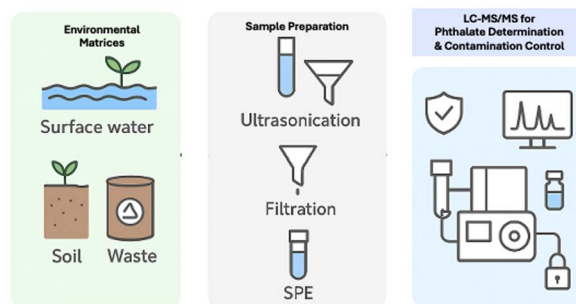 Environmental
Matrices
Surface water
Soil
Waste
Sample Preparation
Ultrasonication
Filtration
SPE
LC-MS/MS for
Phthalate Determination
& Contamination Control